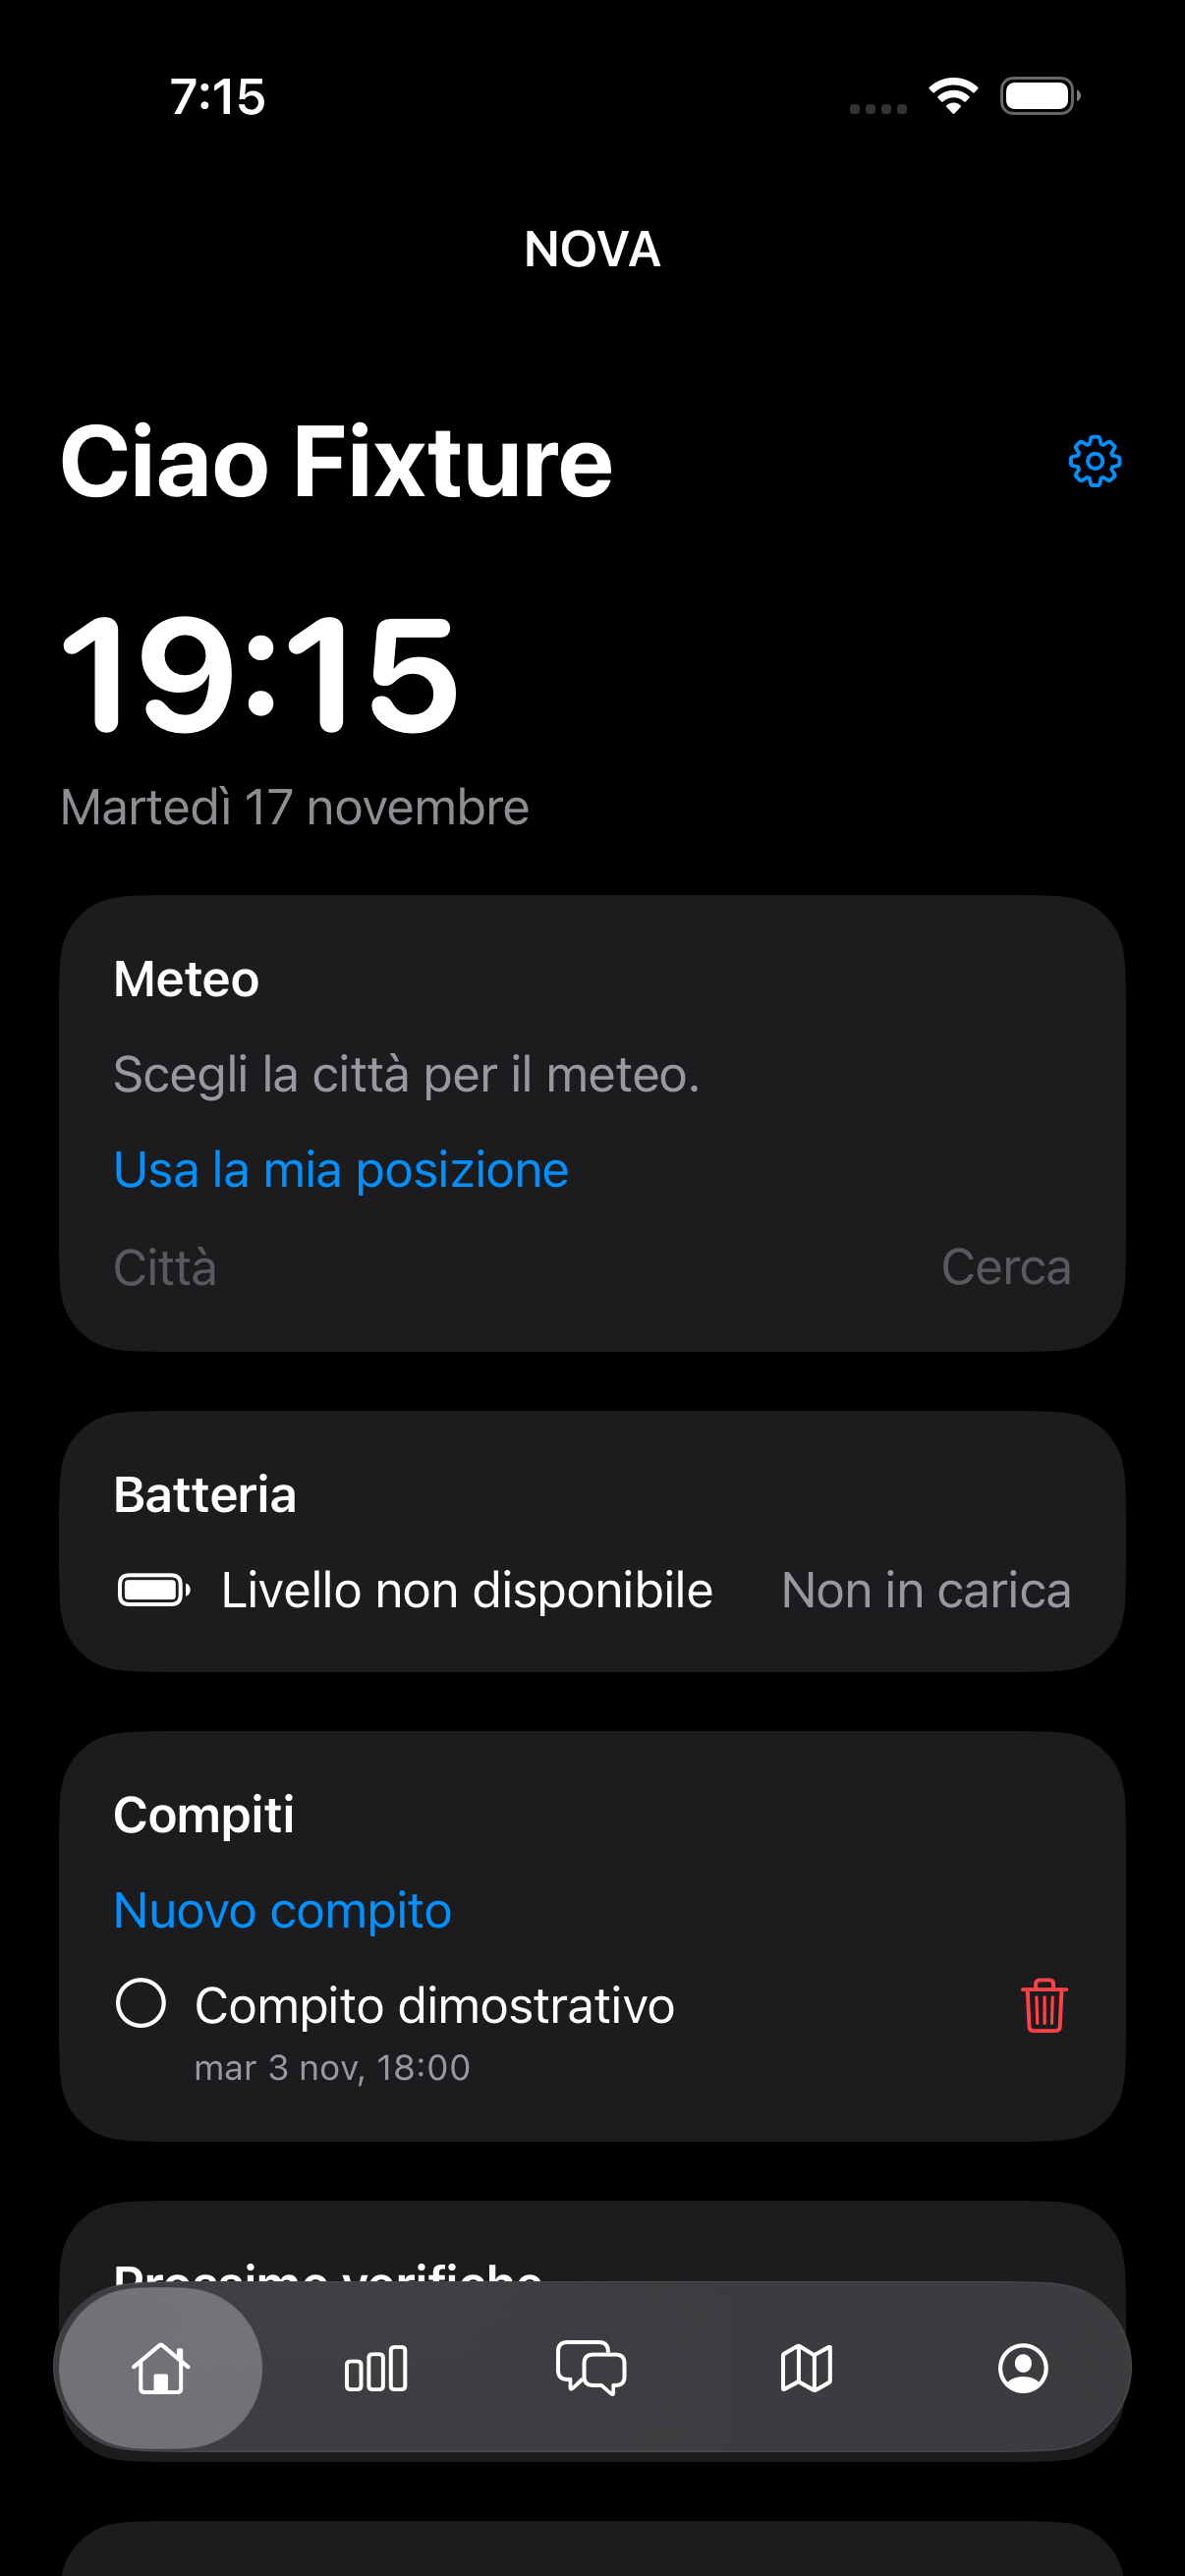 7:15
NOVA
Ciao Fixture
19:15
Martedì 17 novembre
Meteo
Scegli la città per il meteo.
Usa la mia posizione
Città Cerca
Batteria
Livello non disponibile Non in carica
Compiti
Nuovo compito
Compito dimostrativo
mar 3 nov, 18:00
Prossime verifiche